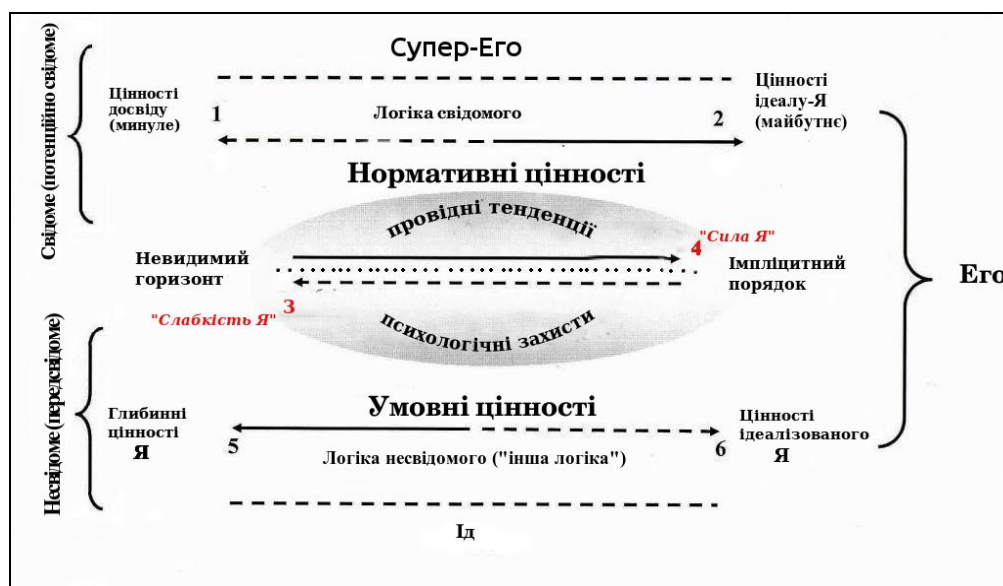 Супер-Его
Свідоме (потенційно свідоме)
Цінності
досвіду
(минуле)
1
Логіка свідомого
2
Цінності
ідеалу-Я
(майбутнє)
Нормативні цінності
провідні тенденції
"Сила Я"
4
Невидимий
горизонт
Імпліцитний
порядок
Его
3
"Слабкість Я"
психологічні захисти
Несвідоме (передсвідоме)
Умовні цінності
Глибинні
цінності
Я
5
6
Цінності
ідеалізованого
Я
Логіка несвідомого ("інша логіка")
Ід